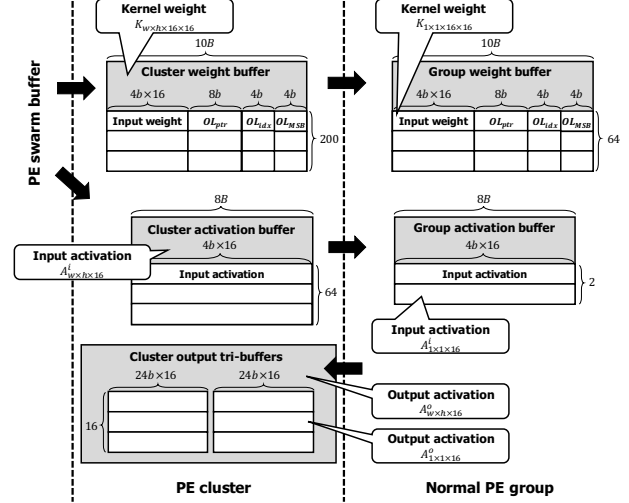 Kernel weight
K_{w×h×16×16}
Kernel weight
K_{1×1×16×16}
10B
10B
Cluster weight buffer
Group weight buffer
4b×16 8b 4b 4b
4b×16 8b 4b 4b
Input weight OL_{ptr} OL_{idx} OL_{MSB}
Input weight OL_{ptr} OL_{idx} OL_{MSB}
200
64
PE swarm buffer
8B
8B
Cluster activation buffer
Group activation buffer
4b×16
4b×16
Input activation
A^i_{w×h×16}
Input activation
Input activation
64
2
Input activation
A^i_{1×1×16}
Cluster output tri-buffers
24b×16 24b×16
16
Output activation
A^o_{w×h×16}
Output activation
A^o_{1×1×16}
PE cluster
Normal PE group